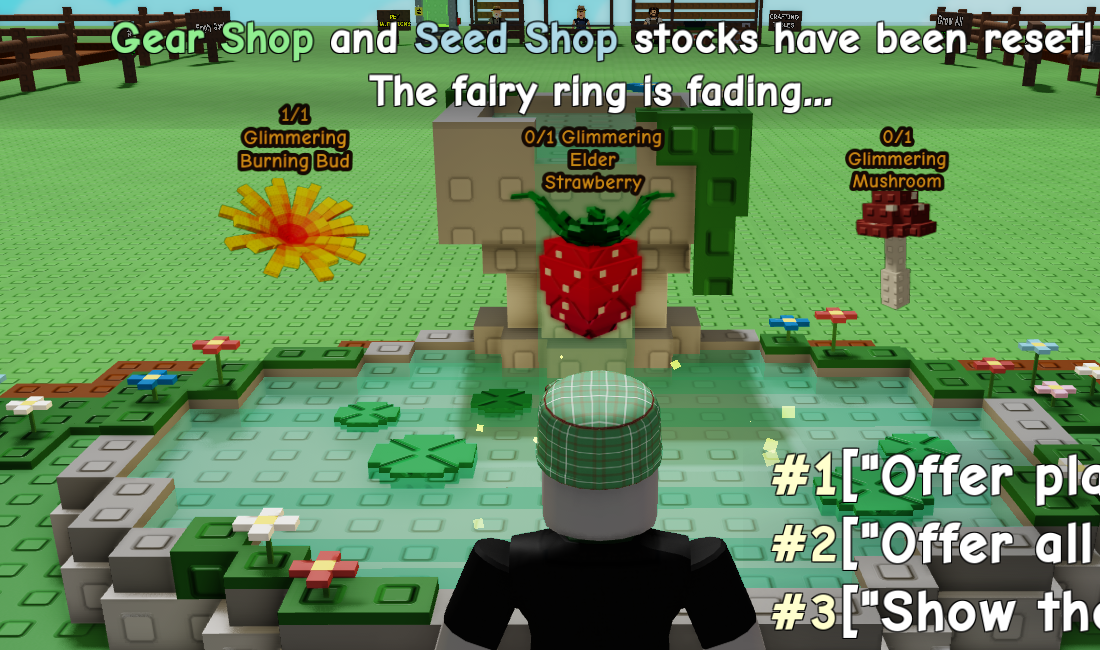 Gear Shop and Seed Shop stocks have been reset!
The fairy ring is fading...
1/1
Glimmering
Burning Bud
0/1 Glimmering
Elder
Strawberry
0/1
Glimmering
Mushroom
#1["Offer pla
#2["Offer all
#3["Show the